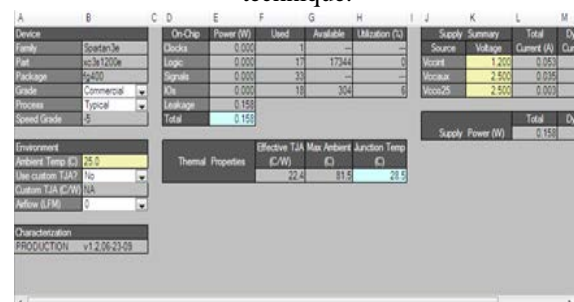 technique.
A B C D E F G H I J K L M
Device
Family Spartan3e
Part xc3s1200e
Package fg400
Grade Commercial
Process Typical
Speed Grade -5
Environment
Ambient Temp (C) 25.0
Use custom TJA? No
Custom TJA (C/W) NA
Airflow (LFM) 0
Characterization
PRODUCTION v1.2,06-23-09
On-Chip Power (W) Used Available Utilization (%)
Clocks 0.000 1 --- ---
Logic 0.000 17 17344 0
Signals 0.000 33 --- ---
IOs 0.000 18 304 6
Leakage 0.158
Total 0.158
Effective TJA Max Ambient Junction Temp
Thermal Properties (C/W) (C) (C)
22.4 81.5 28.5
Supply Summary Total Dy
Source Voltage Current (A) Cur
Vccint 1.200 0.053
Vccaux 2.500 0.035
Vcco25 2.500 0.003
Total Dy
Supply Power (W) 0.158